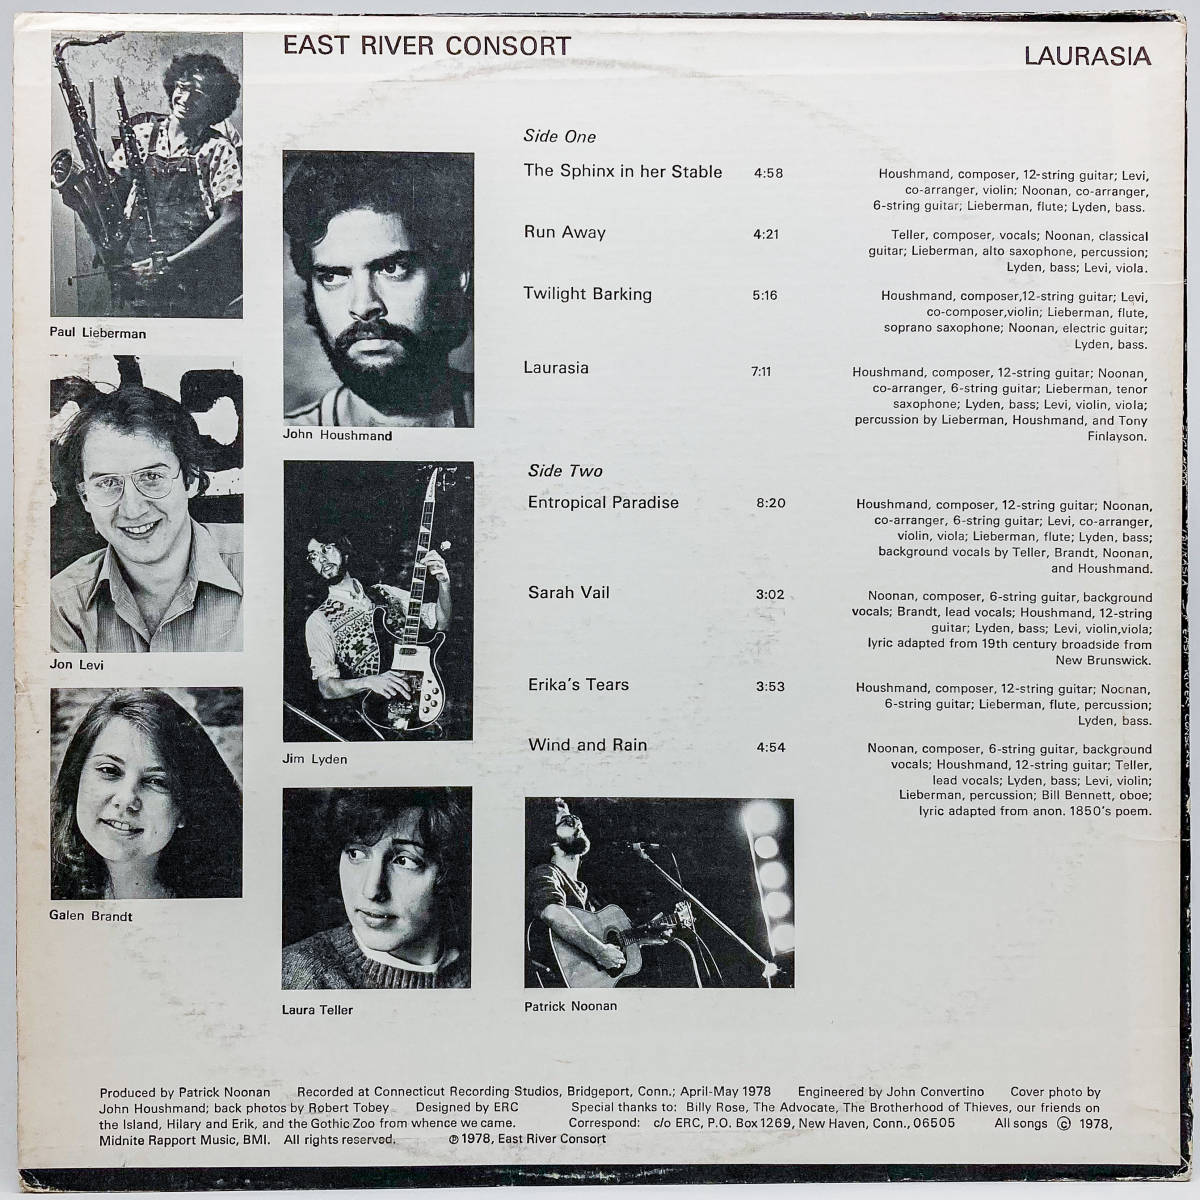 EAST RIVER CONSORT
LAURASIA
Side One
The Sphinx in her Stable 4:58
Houshmand, composer, 12-string guitar; Levi,
co-arranger, violin; Noonan, co-arranger,
6-string guitar; Lieberman, flute; Lyden, bass.
Run Away 4:21
Teller, composer, vocals; Noonan, classical
guitar; Lieberman, alto saxophone, percussion;
Lyden, bass; Levi, viola.
Twilight Barking 5:16
Houshmand, composer,12-string guitar; Levi,
co-composer,violin; Lieberman, flute,
soprano saxophone; Noonan, electric guitar;
Lyden, bass.
Laurasia 7:11
Houshmand, composer, 12-string guitar; Noonan,
co-arranger, 6-string guitar; Lieberman, tenor
saxophone; Lyden, bass; Levi, violin, viola;
percussion by Lieberman, Houshmand, and Tony
Finlayson.
Side Two
Entropical Paradise 8:20
Houshmand, composer, 12-string guitar; Noonan,
co-arranger, 6-string guitar; Levi, co-arranger,
violin, viola; Lieberman, flute; Lyden, bass;
background vocals by Teller, Brandt, Noonan,
and Houshmand.
Sarah Vail 3:02
Noonan, composer, 6-string guitar, background
vocals; Brandt, lead vocals; Houshmand, 12-string
guitar; Lyden, bass; Levi, violin,viola;
lyric adapted from 19th century broadside from
New Brunswick.
Erika's Tears 3:53
Houshmand, composer, 12-string guitar; Noonan,
6-string guitar; Lieberman, flute, percussion;
Lyden, bass.
Wind and Rain 4:54
Noonan, composer, 6-string guitar, background
vocals; Houshmand, 12-string guitar; Teller,
lead vocals; Lyden, bass; Levi, violin;
Lieberman, percussion; Bill Bennett, oboe;
lyric adapted from anon. 1850's poem.
Paul Lieberman
John Houshmand
Jon Levi
Jim Lyden
Galen Brandt
Laura Teller
Patrick Noonan
Produced by Patrick Noonan Recorded at Connecticut Recording Studios, Bridgeport, Conn.; April-May 1978 Engineered by John Convertino Cover photo by
John Houshmand; back photos by Robert Tobey Designed by ERC Special thanks to: Billy Rose, The Advocate, The Brotherhood of Thieves, our friends on
the Island, Hilary and Erik, and the Gothic Zoo from whence we came. Correspond: c/o ERC, P.O. Box 1269, New Haven, Conn., 06505 All songs © 1978,
Midnite Rapport Music, BMI. All rights reserved. ℗ 1978, East River Consort